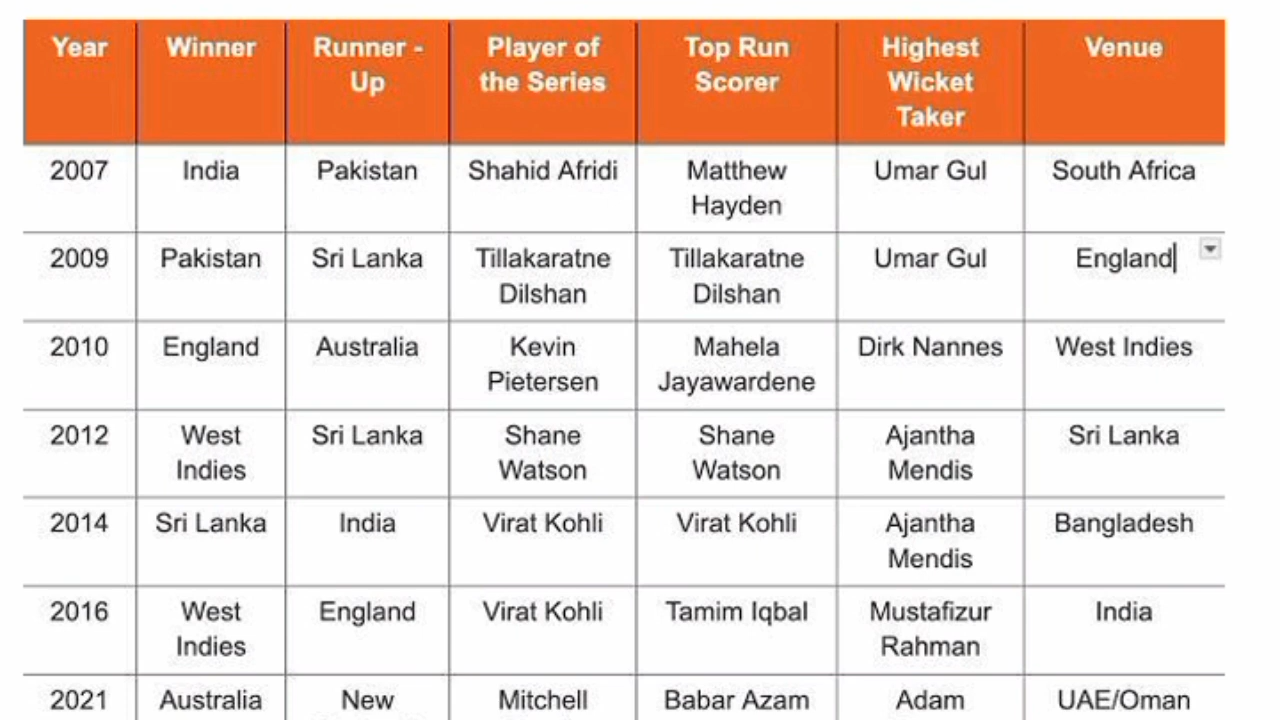 Year Winner Runner - Up Player of the Series Top Run Scorer Highest Wicket Taker Venue
2007 India Pakistan Shahid Afridi Matthew Hayden Umar Gul South Africa
2009 Pakistan Sri Lanka Tillakaratne Dilshan Tillakaratne Dilshan Umar Gul England
2010 England Australia Kevin Pietersen Mahela Jayawardene Dirk Nannes West Indies
2012 West Indies Sri Lanka Shane Watson Shane Watson Ajantha Mendis Sri Lanka
2014 Sri Lanka India Virat Kohli Virat Kohli Ajantha Mendis Bangladesh
2016 West Indies England Virat Kohli Tamim Iqbal Mustafizur Rahman India
2021 Australia New Mitchell Babar Azam Adam UAE/Oman